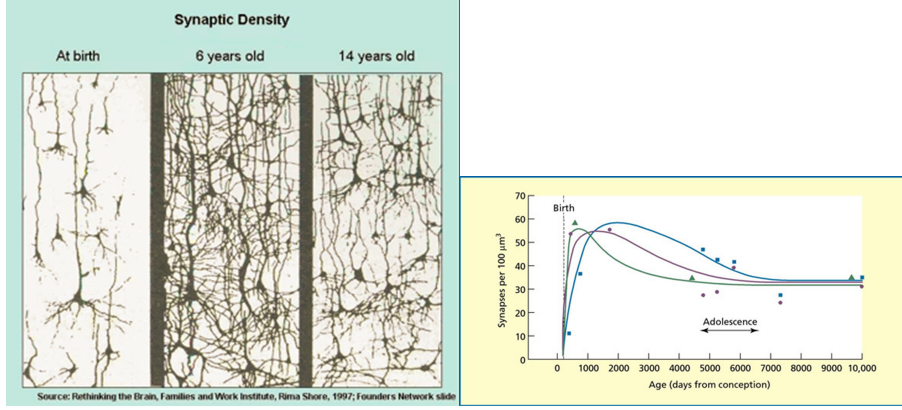 Synaptic Density
At birth
6 years old
14 years old
Source: Rethinking the Brain, Families and Work Institute, Rima Shore, 1997; Founders Network slide
70
60
50
40
30
20
10
0
Synapses per 100 µm³
Birth
Adolescence
0 1000 2000 3000 4000 5000 6000 7000 8000 9000 10,000
Age (days from conception)